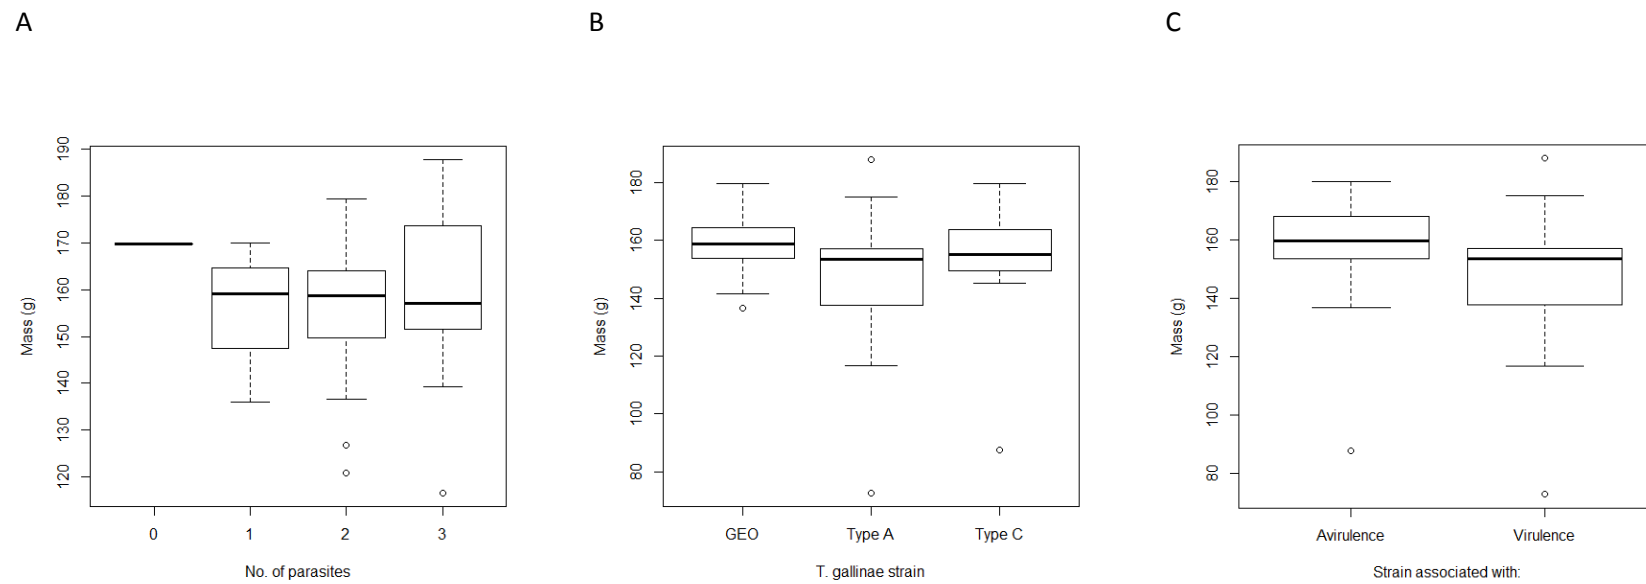 A
B
C
Mass (g)
190
180
170
160
150
140
130
120
0
1
2
3
No. of parasites
Mass (g)
180
160
140
120
100
80
GEO
Type A
Type C
T. gallinae strain
Mass (g)
180
160
140
120
100
80
Avirulence
Virulence
Strain associated with: